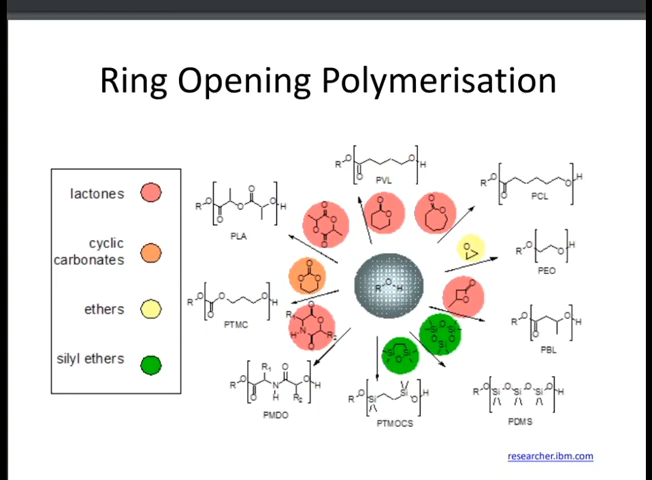 Ring Opening Polymerisation
lactones
cyclic
carbonates
ethers
silyl ethers
PVL
PCL
PLA
PEO
PTMC
PBL
PMDO
PTMOCS
PDMS
researcher.ibm.com